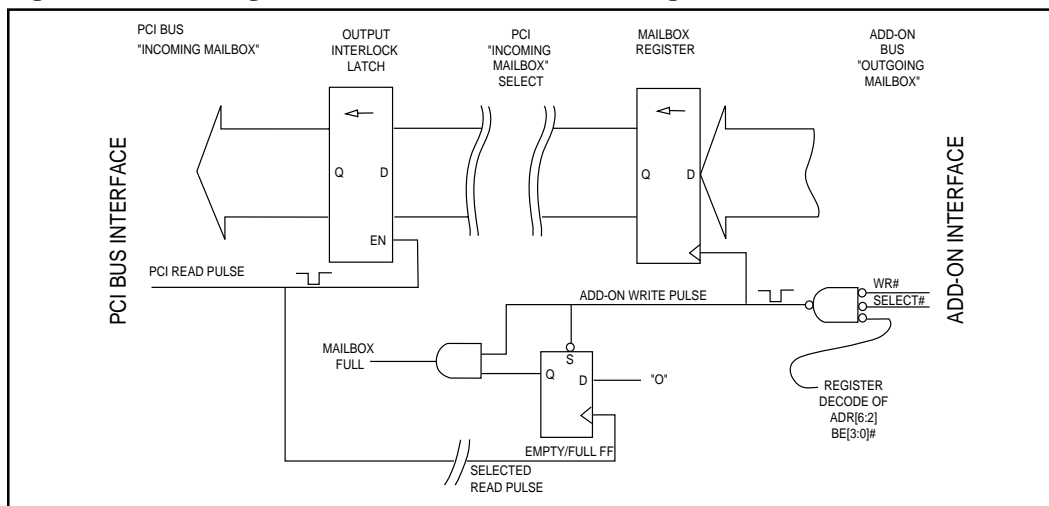 PCI BUS
"INCOMING MAILBOX"
OUTPUT
INTERLOCK
LATCH
PCI
"INCOMING
MAILBOX"
SELECT
MAILBOX
REGISTER
ADD-ON
BUS
"OUTGOING
MAILBOX"
PCI BUS INTERFACE
Q
D
EN
Q
D
ADD-ON INTERFACE
PCI READ PULSE
ADD-ON WRITE PULSE
WR#
SELECT#
MAILBOX
FULL
S
Q
D
"O"
REGISTER
DECODE OF
ADR[6:2]
BE[3:0]#
EMPTY/FULL FF
SELECTED
READ PULSE